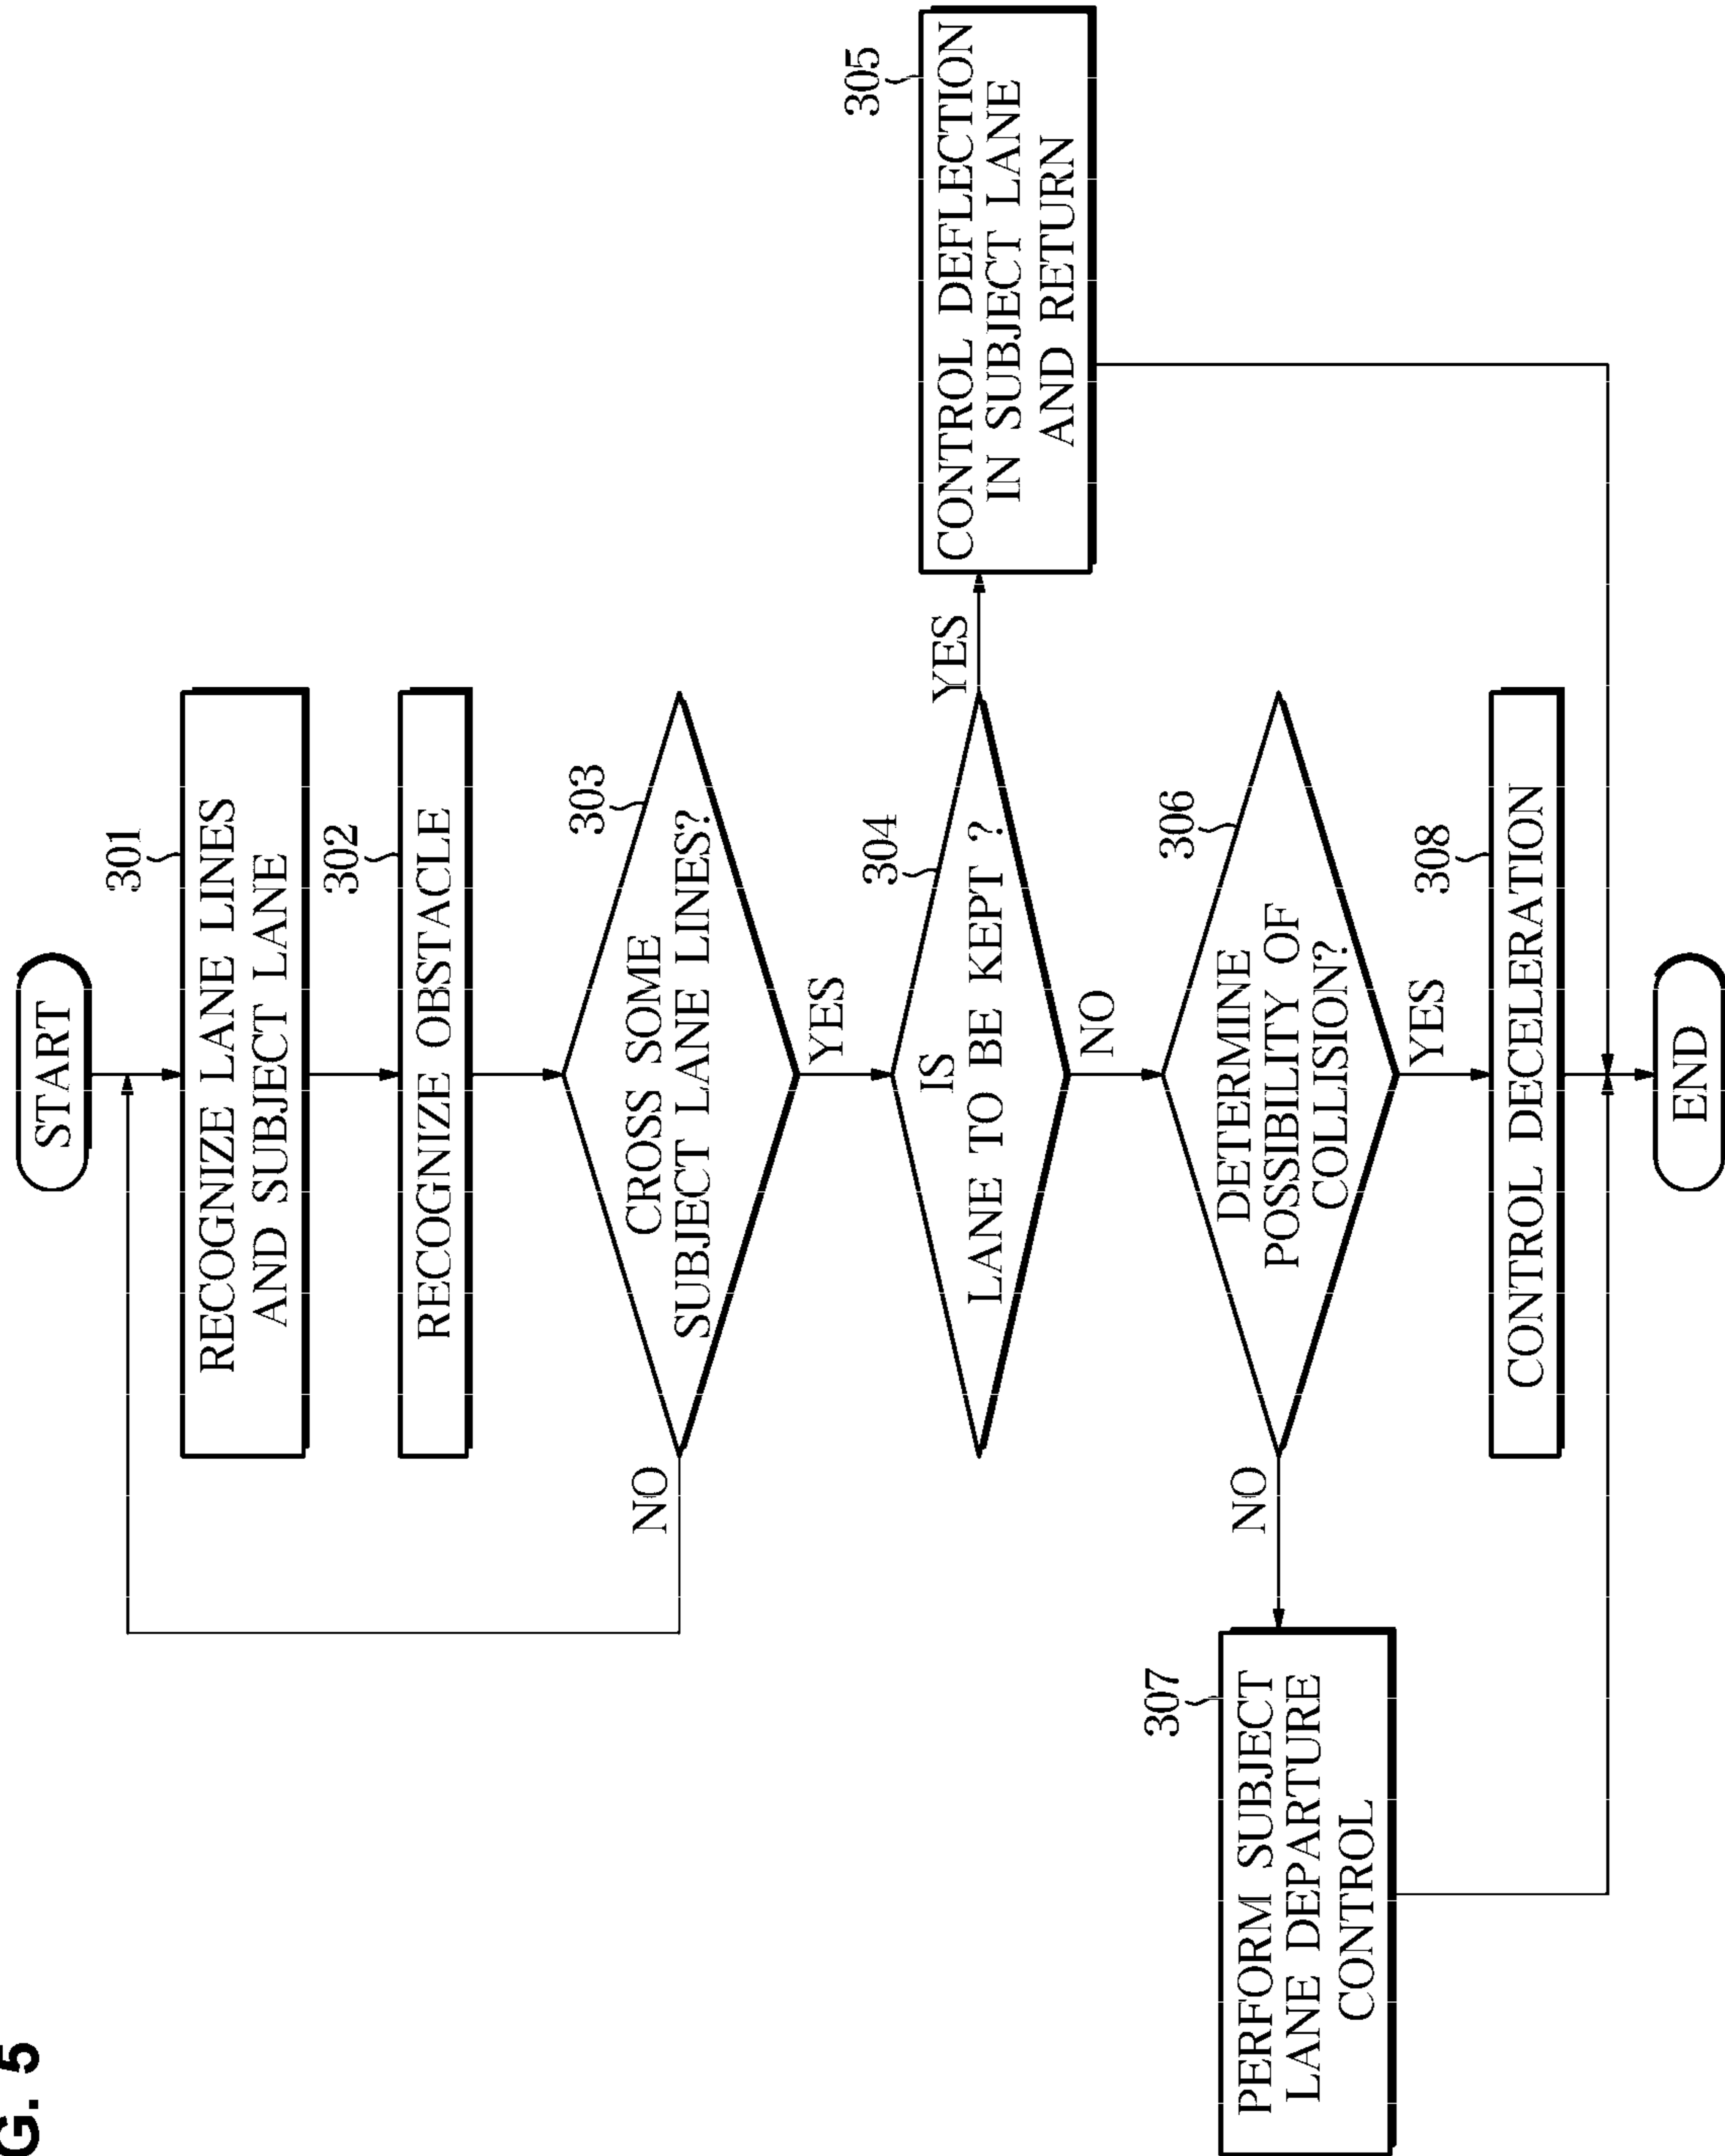 G. 5
START
301
RECOGNIZE LANE LINES
AND SUBJECT LANE
302
RECOGNIZE OBSTACLE
303
CROSS SOME
SUBJECT LANE LINES?
NO
YES
304
IS
LANE TO BE KEPT ?
YES
305
CONTROL DEFLECTION
IN SUBJECT LANE
AND RETURN
NO
306
DETERMINE
POSSIBILITY OF
COLLISION?
NO
307
PERFORM SUBJECT
LANE DEPARTURE
CONTROL
YES
308
CONTROL DECELERATION
END